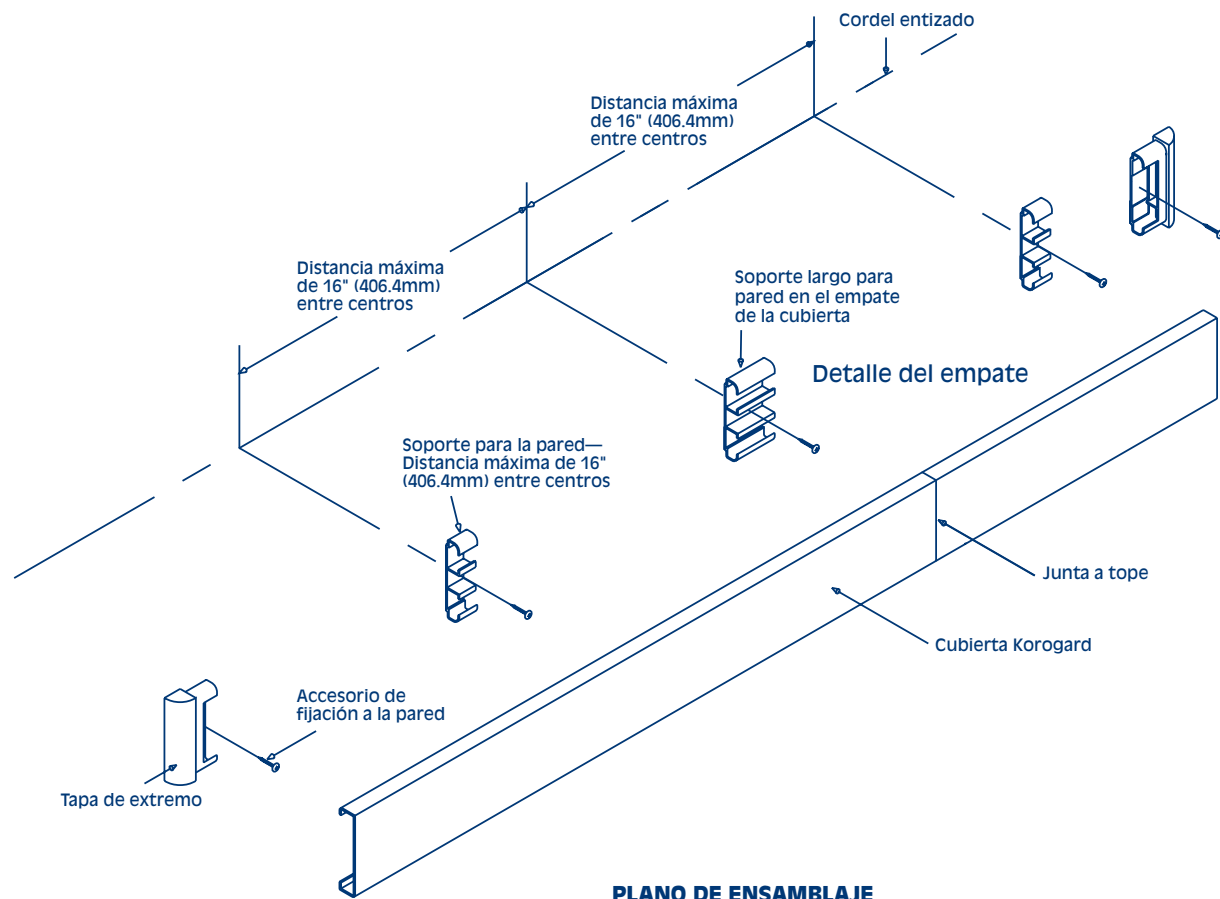 Cordel entizado
Distancia máxima
de 16" (406.4mm)
entre centros
Distancia máxima
de 16" (406.4mm)
entre centros
Soporte largo para
pared en el empate
de la cubierta
Detalle del empate
Soporte para la pared—
Distancia máxima de 16"
(406.4mm) entre centros
Junta a tope
Cubierta Korogard
Accesorio de
fijación a la pared
Tapa de extremo
PLANO DE ENSAMBLAJE